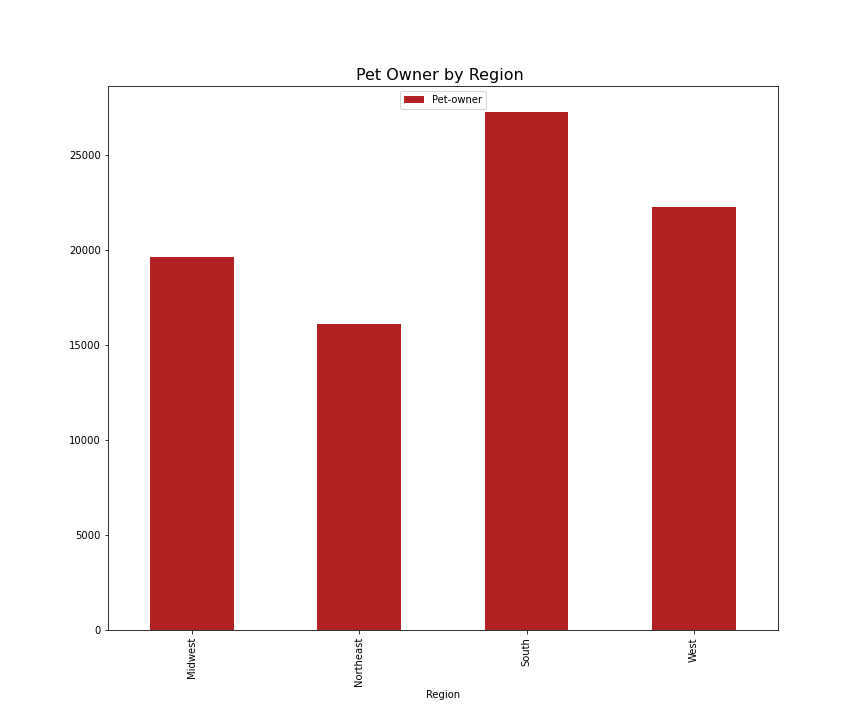 Pet Owner by Region
Pet-owner
25000
20000
15000
10000
5000
0
Midwest
Northeast
South
West
Region